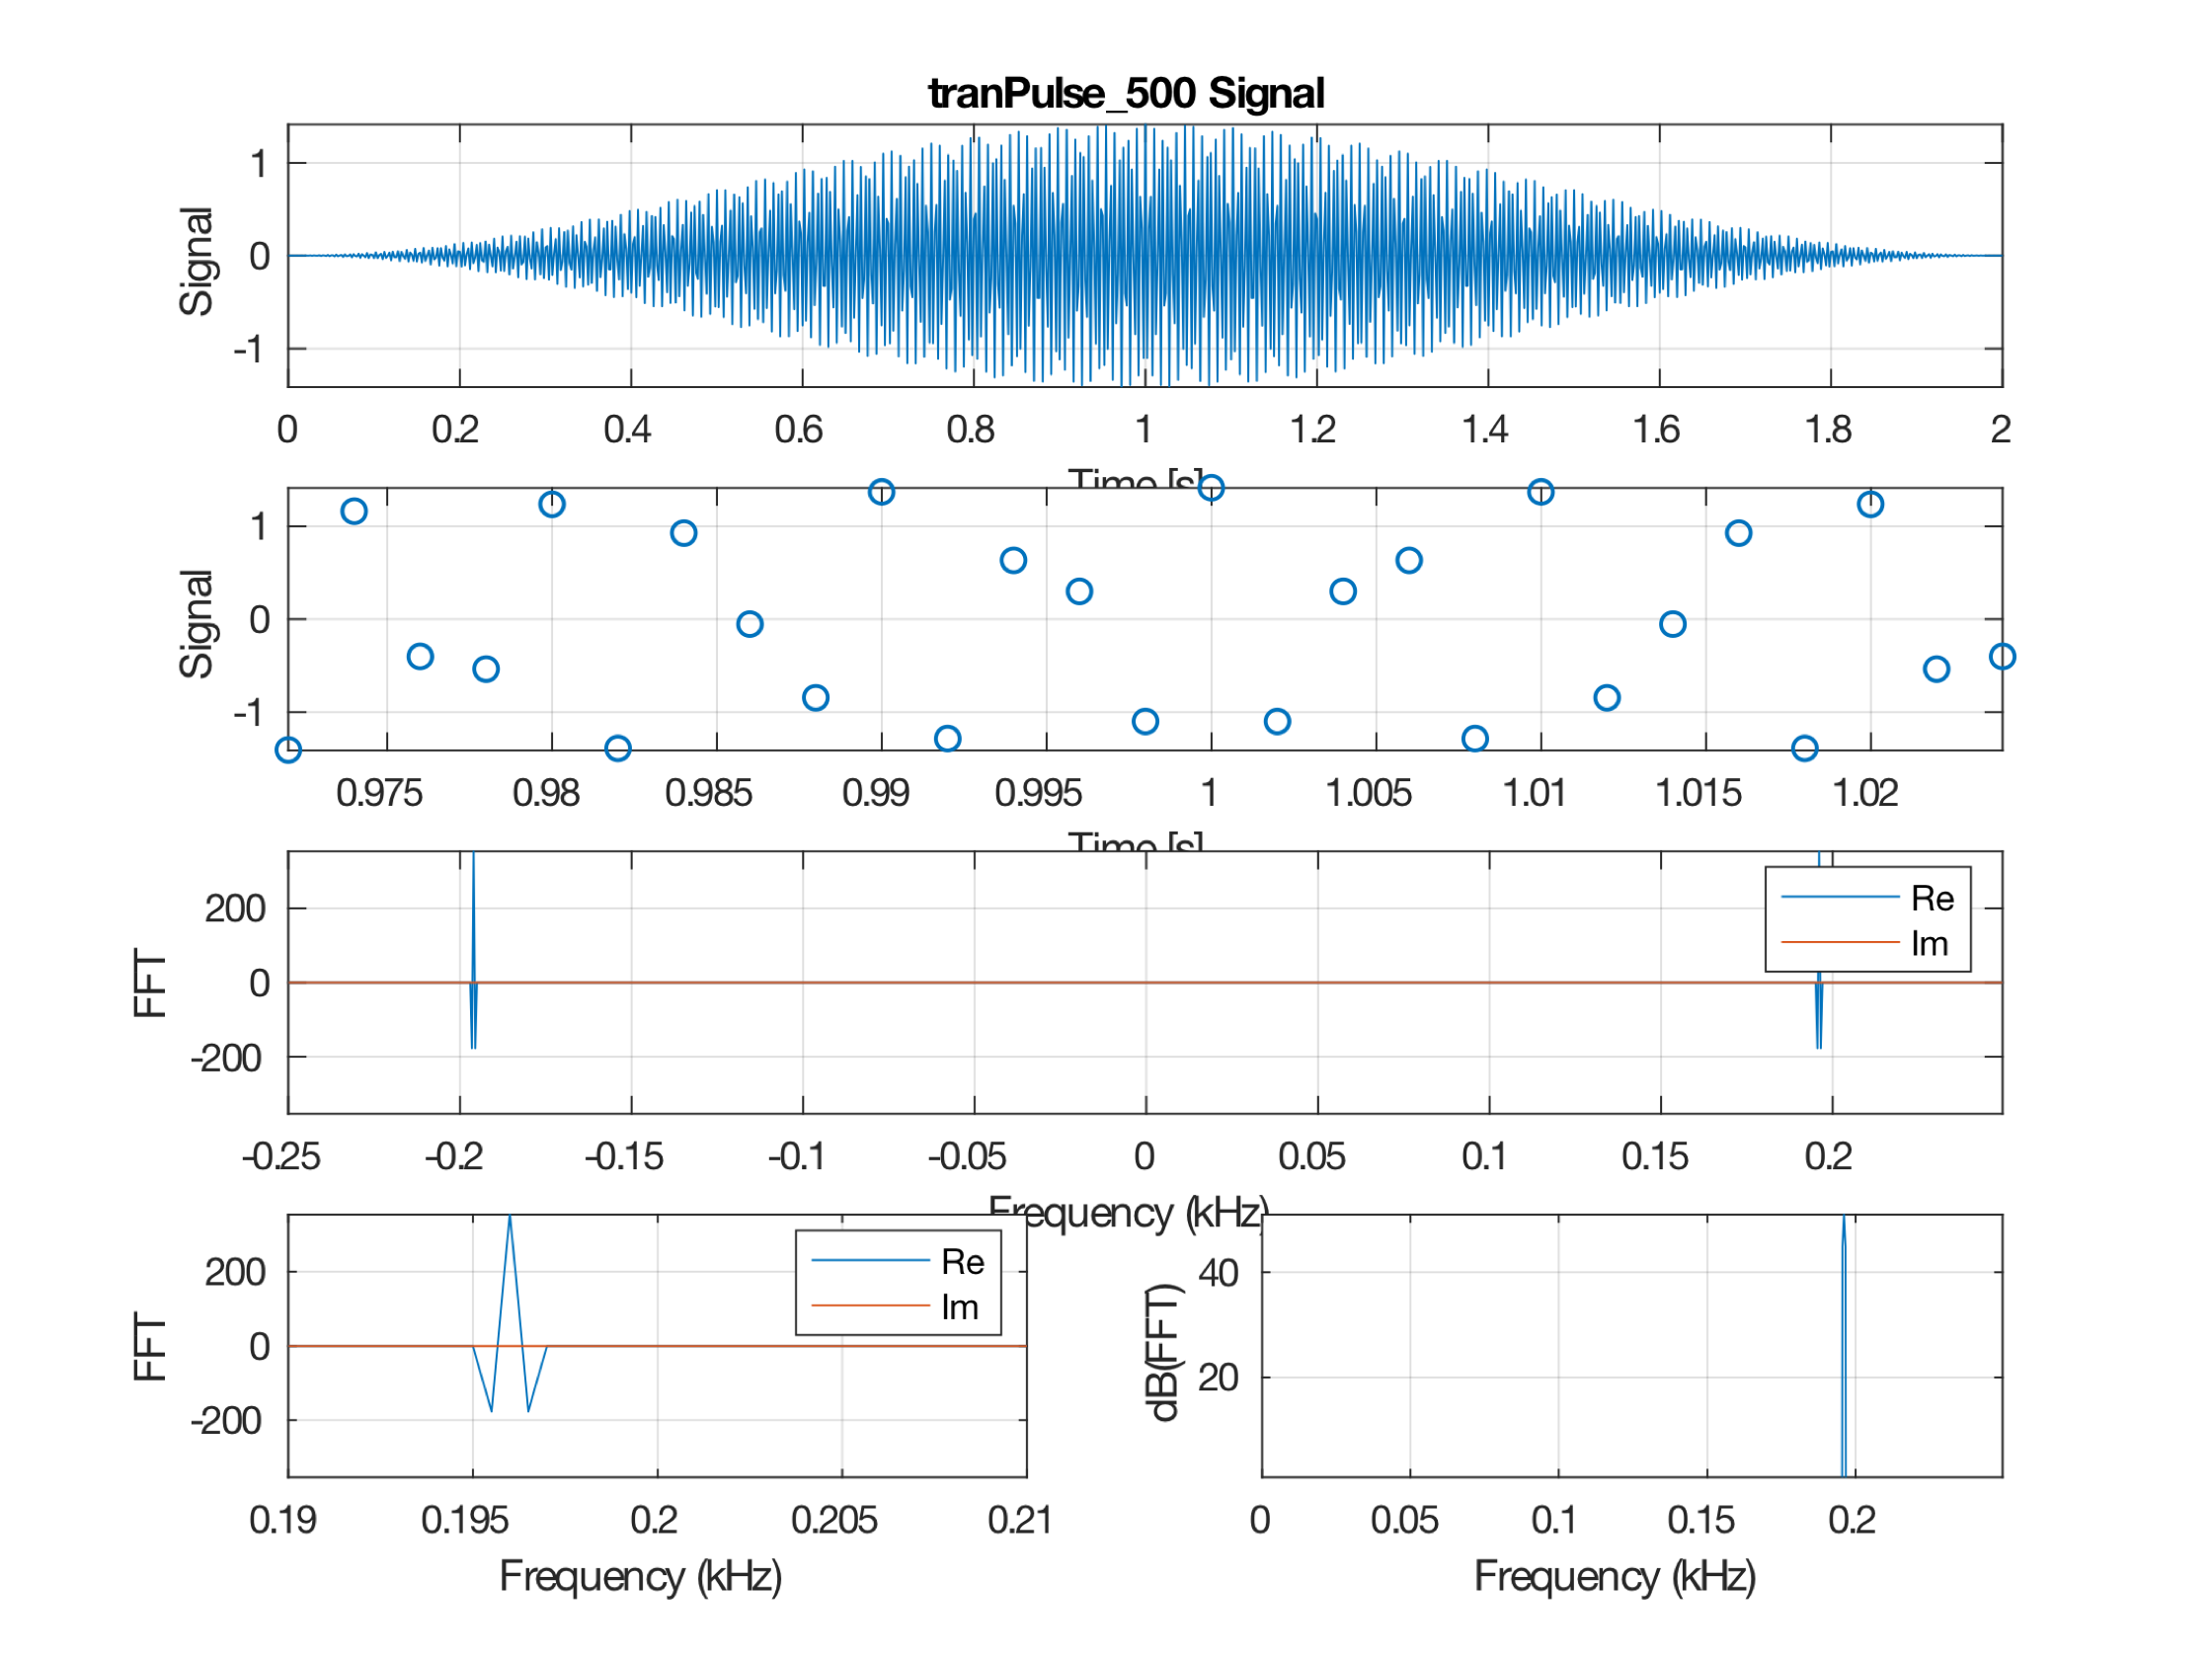 tranPulse_500 Signal
Signal
1
0
-1
0 0.2 0.4 0.6 0.8 1 1.2 1.4 1.6 1.8 2
Time [s]
Signal
1
0
-1
0.975 0.98 0.985 0.99 0.995 1 1.005 1.01 1.015 1.02
Time [s]
FFT
200
0
-200
Re
Im
-0.25 -0.2 -0.15 -0.1 -0.05 0 0.05 0.1 0.15 0.2
Frequency (kHz)
FFT
200
0
-200
Re
Im
0.19 0.195 0.2 0.205 0.21
Frequency (kHz)
dB(FFT)
40
20
0 0.05 0.1 0.15 0.2
Frequency (kHz)